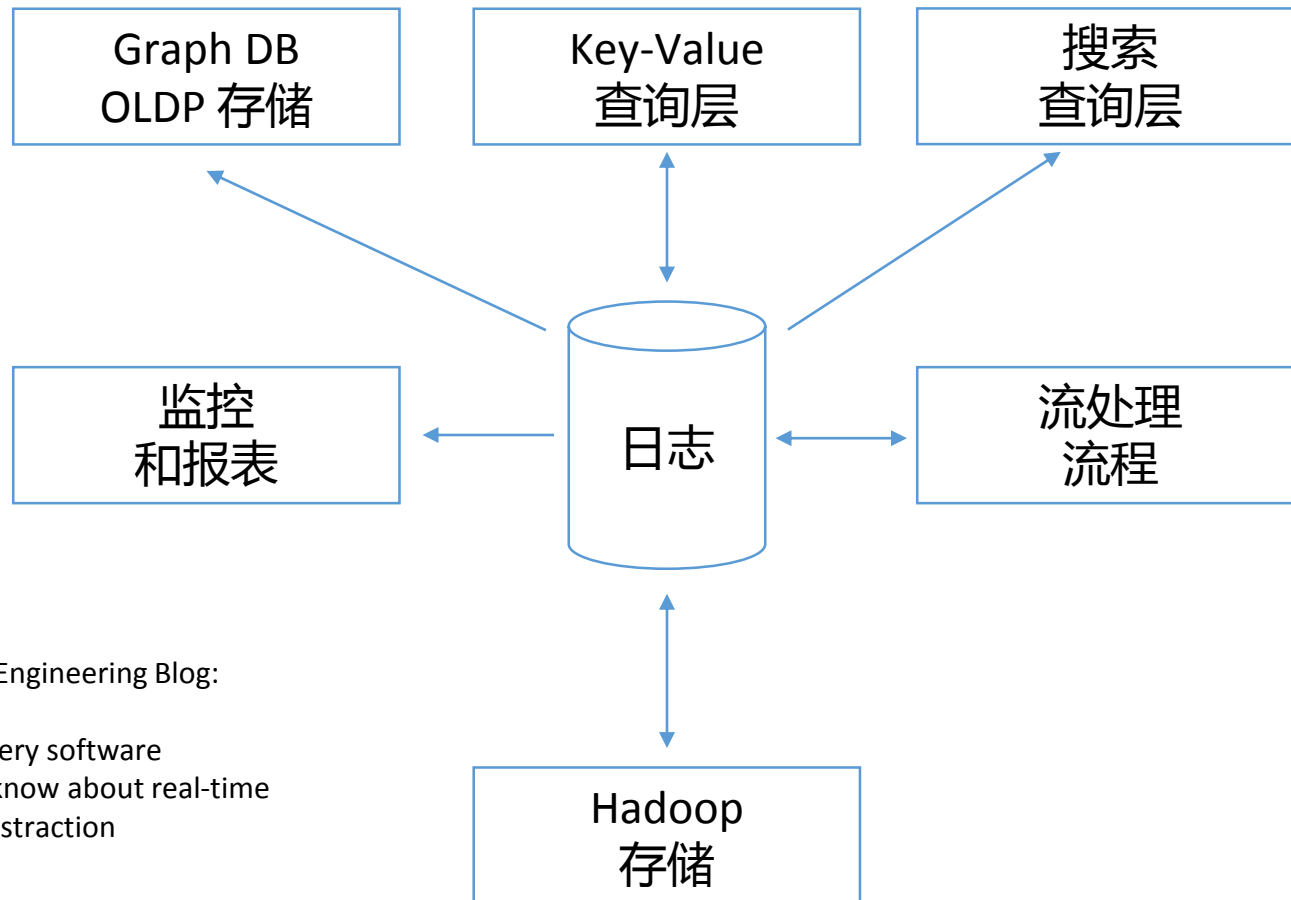 Graph DB
OLDP 存储
Key-Value
查询层
搜索
查询层
监控
和报表
日志
流处理
流程
Engineering Blog:
ery software
know about real-time
straction
Hadoop
存储